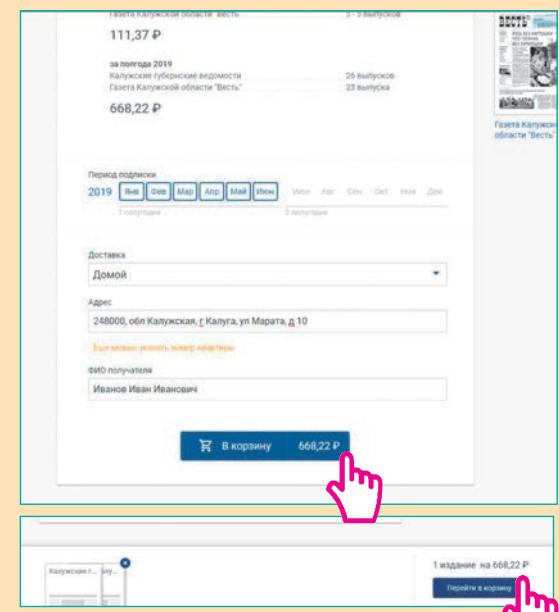 Газета Калужской области "Весть" 3 - 5 выпусков
111,37 ₽
за полгода 2019
Калужские губернские ведомости 26 выпусков
Газета Калужской области "Весть" 23 выпуска
668,22 ₽
ВЕСТЬ
Газета Калужской
области "Весть"
Период подписки
2019 Янв Фев Мар Апр Май Июн Июл Авг Сен Окт Ноя Дек
1 полугодие 2 полугодие
Доставка
Домой
Адрес
248000, обл Калужская, г Калуга, ул Марата, д 10
Еще можно указать номер квартиры
ФИО получателя
Иванов Иван Иванович
В корзину 668,22 ₽
Калужские г...
1 издание на 668,22 ₽
Перейти в корзину